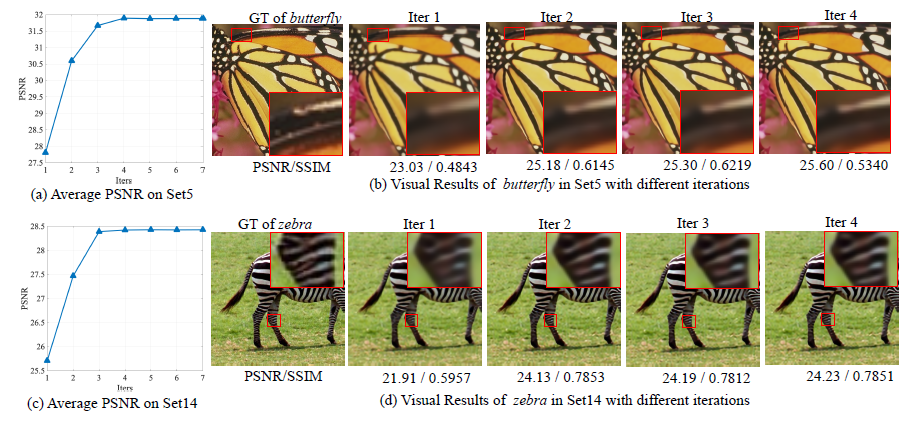 32
31.5
31
30.5
30
29.5
29
28.5
28
27.5
PSNR
1 2 3 4 5 6 7
Iters
(a) Average PSNR on Set5
GT of butterfly Iter 1 Iter 2 Iter 3 Iter 4
PSNR/SSIM 23.03 / 0.4843 25.18 / 0.6145 25.30 / 0.6219 25.60 / 0.5340
(b) Visual Results of butterfly in Set5 with different iterations
28.5
28
27.5
27
26.5
26
25.5
PSNR
1 2 3 4 5 6 7
Iters
(c) Average PSNR on Set14
GT of zebra Iter 1 Iter 2 Iter 3 Iter 4
PSNR/SSIM 21.91 / 0.5957 24.13 / 0.7853 24.19 / 0.7812 24.23 / 0.7851
(d) Visual Results of zebra in Set14 with different iterations